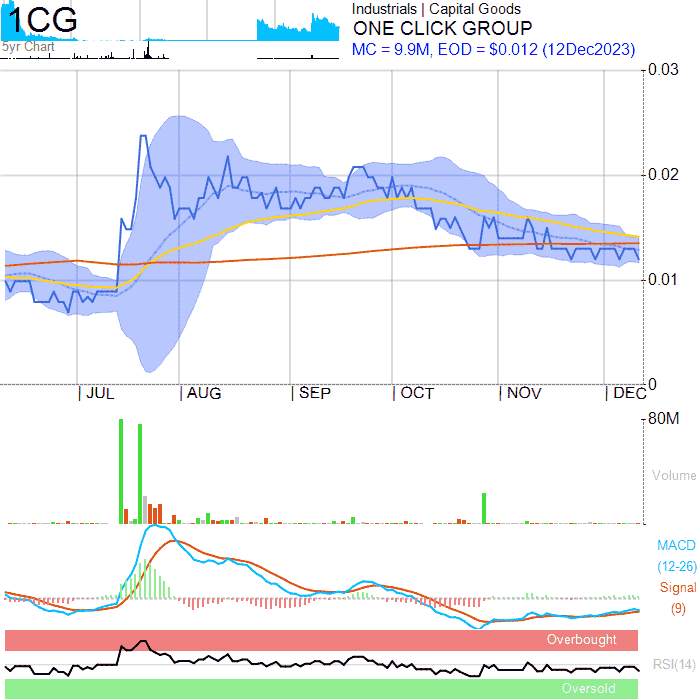 1CG
5yr Chart
Industrials | Capital Goods
ONE CLICK GROUP
MC = 9.9M, EOD = $0.012 (12Dec2023)
0.03
0.02
0.01
0
| JUL | AUG | SEP | OCT | NOV | DEC
80M
Volume
MACD
(12-26)
Signal
(9)
Overbought
RSI(14)
Oversold